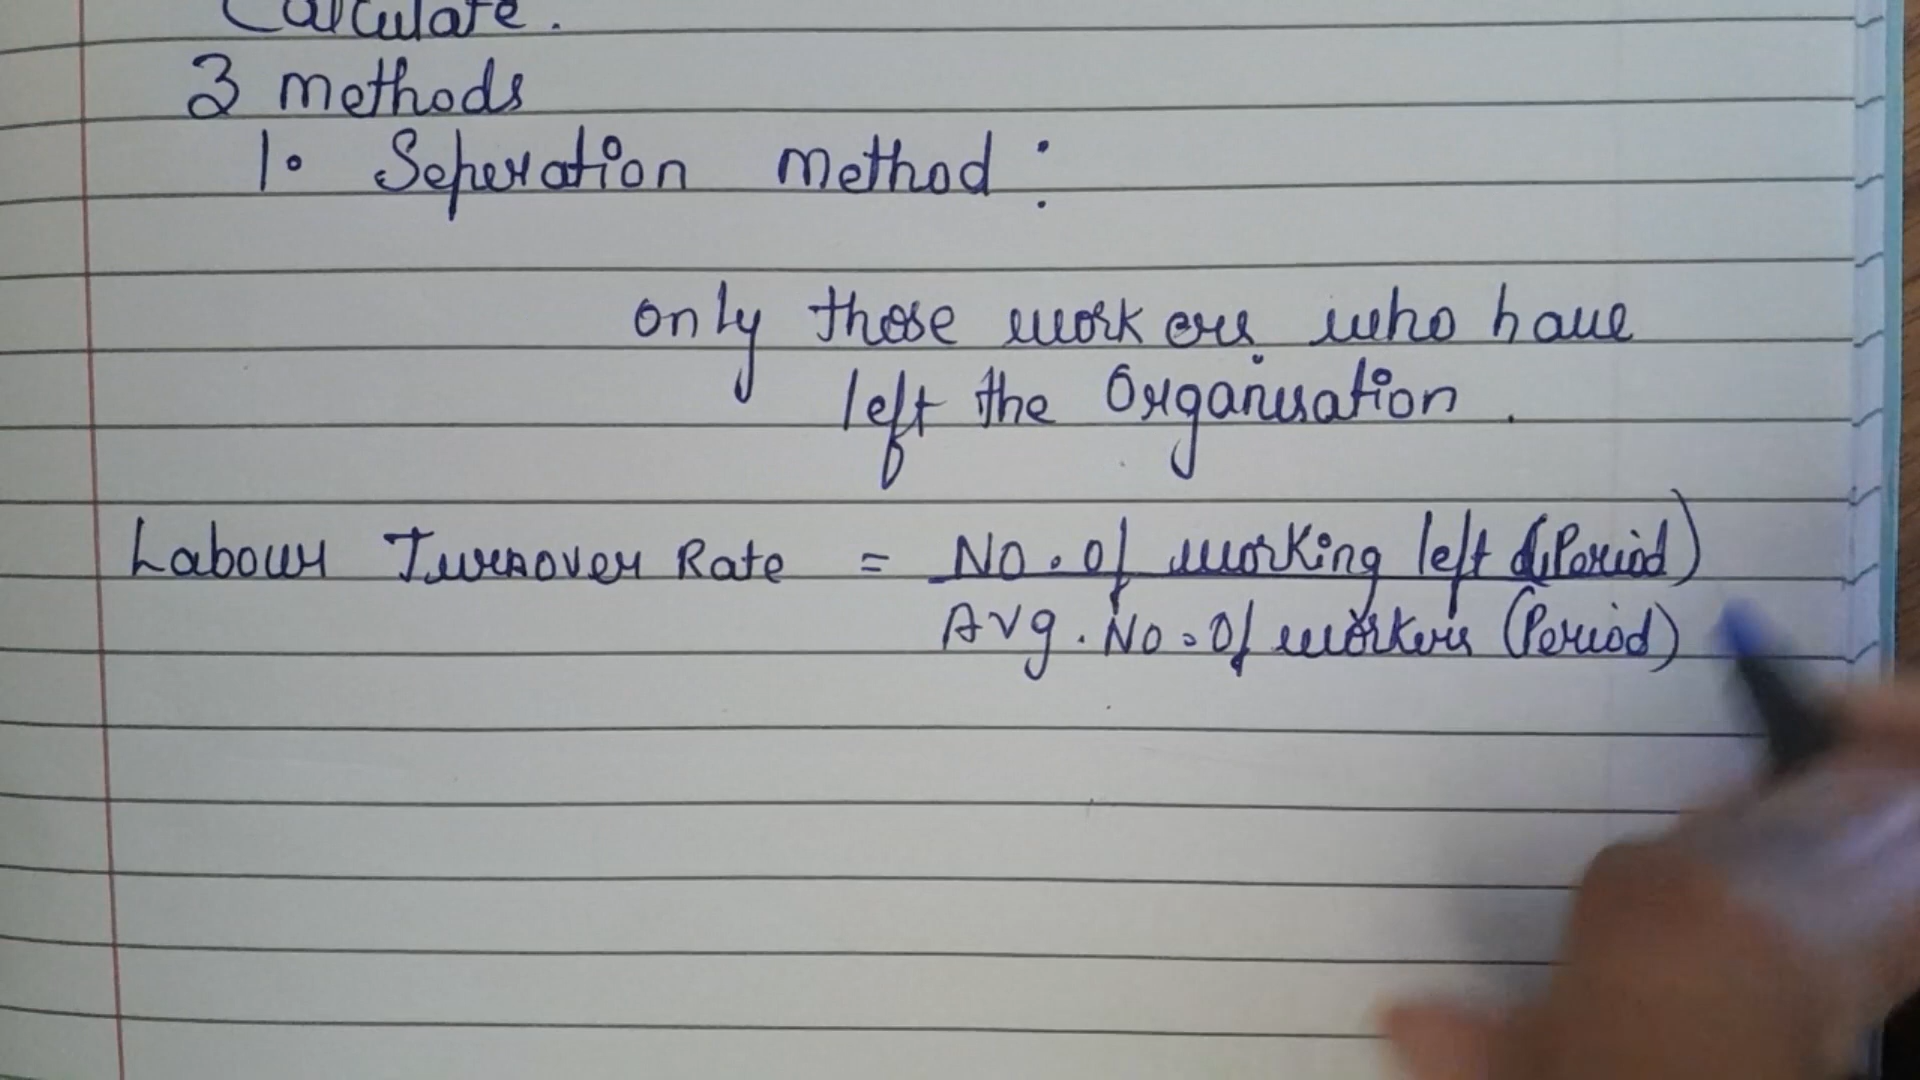 Calculate.
3 methods
1. Seperation method :
only those workers who have
left the Organisation.
Labour Turnover Rate = No. of working left (Period)
Avg. No. of workers (Period)